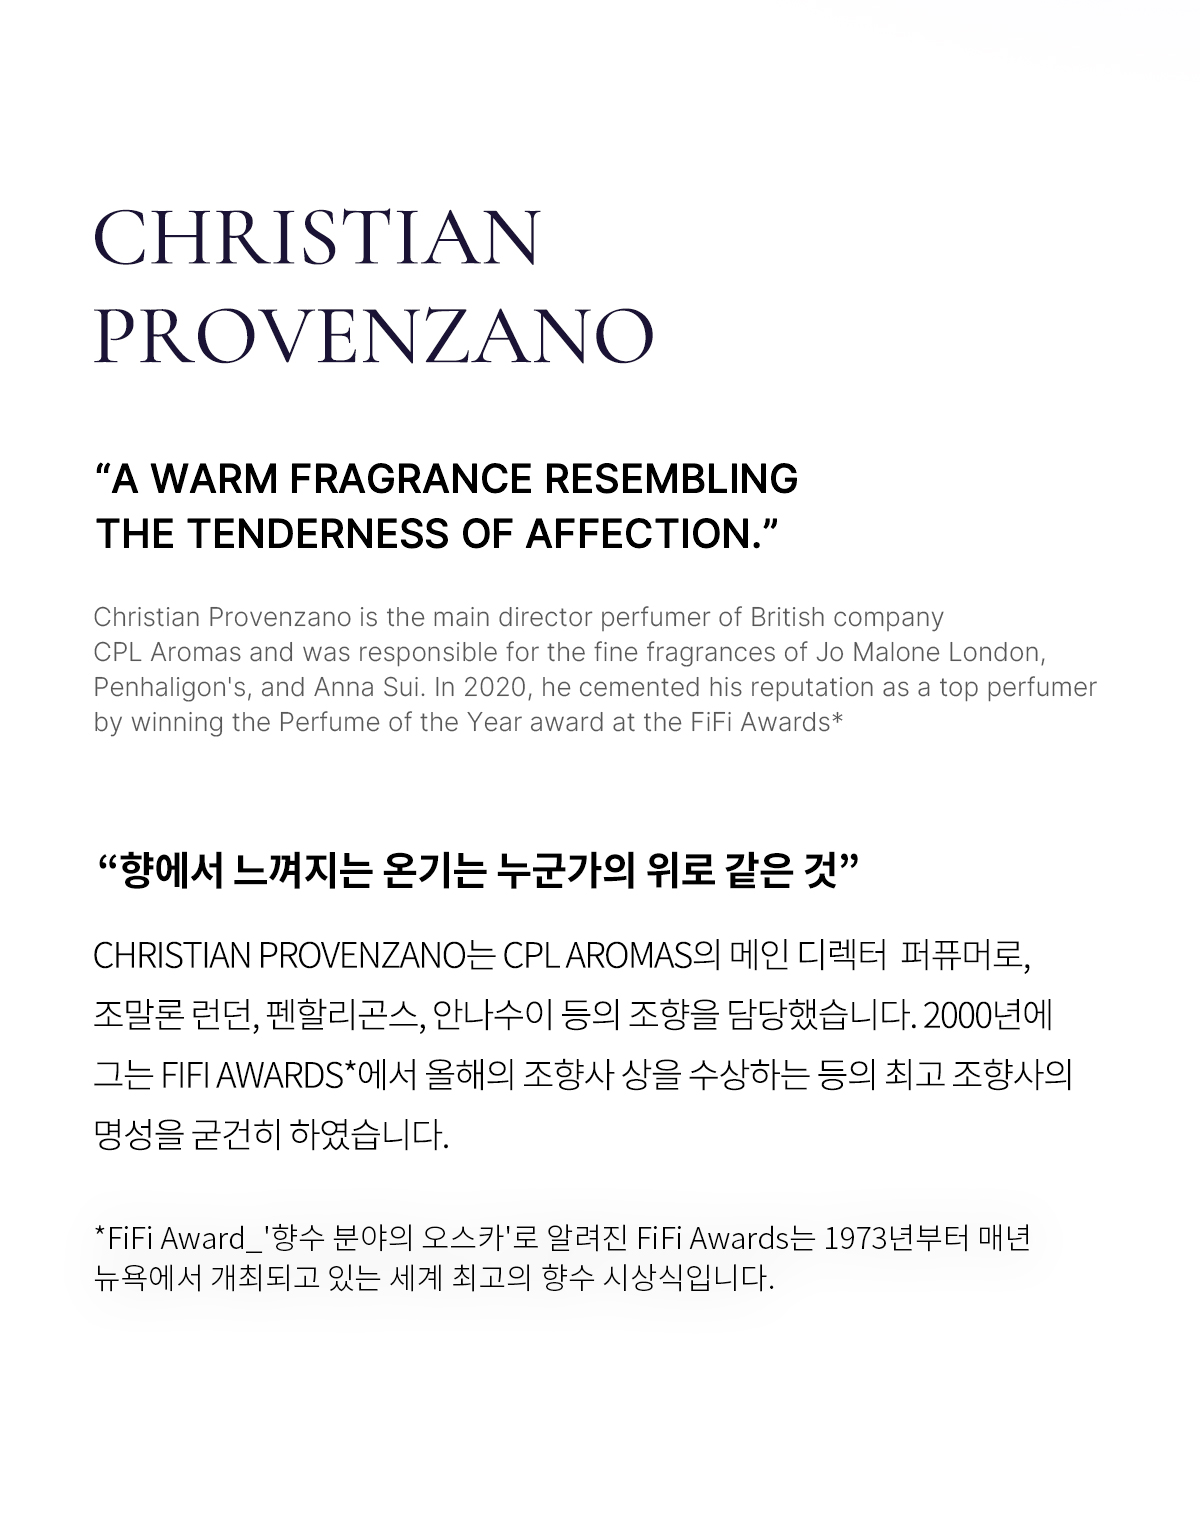 CHRISTIAN
PROVENZANO
“A WARM FRAGRANCE RESEMBLING
THE TENDERNESS OF AFFECTION.”
Christian Provenzano is the main director perfumer of British company
CPL Aromas and was responsible for the fine fragrances of Jo Malone London,
Penhaligon's, and Anna Sui. In 2020, he cemented his reputation as a top perfumer
by winning the Perfume of the Year award at the FiFi Awards*
“향에서 느껴지는 온기는 누군가의 위로 같은 것”
CHRISTIAN PROVENZANO는 CPL AROMAS의 메인 디렉터 퍼퓨머로,
조말론 런던, 펜할리곤스, 안나수이 등의 조향을 담당했습니다. 2000년에
그는 FIFI AWARDS*에서 올해의 조향사 상을 수상하는 등의 최고 조향사의
명성을 굳건히 하였습니다.
*FiFi Award_'향수 분야의 오스카'로 알려진 FiFi Awards는 1973년부터 매년
뉴욕에서 개최되고 있는 세계 최고의 향수 시상식입니다.